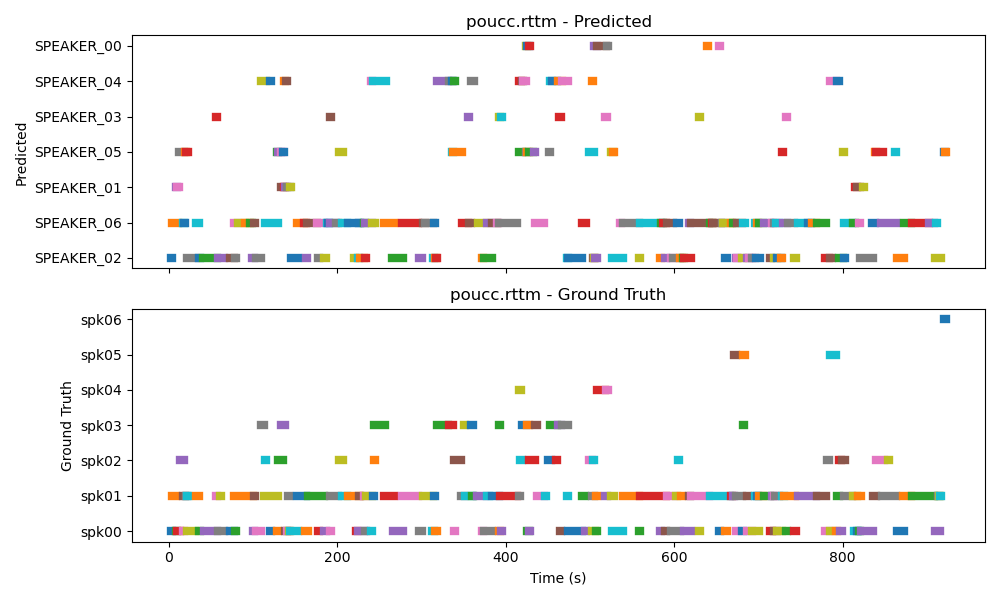 poucc.rttm - Predicted
SPEAKER_00
SPEAKER_04
SPEAKER_03
SPEAKER_05
SPEAKER_01
SPEAKER_06
SPEAKER_02
Predicted
poucc.rttm - Ground Truth
spk06
spk05
spk04
spk03
spk02
spk01
spk00
Ground Truth
0 200 400 600 800
Time (s)